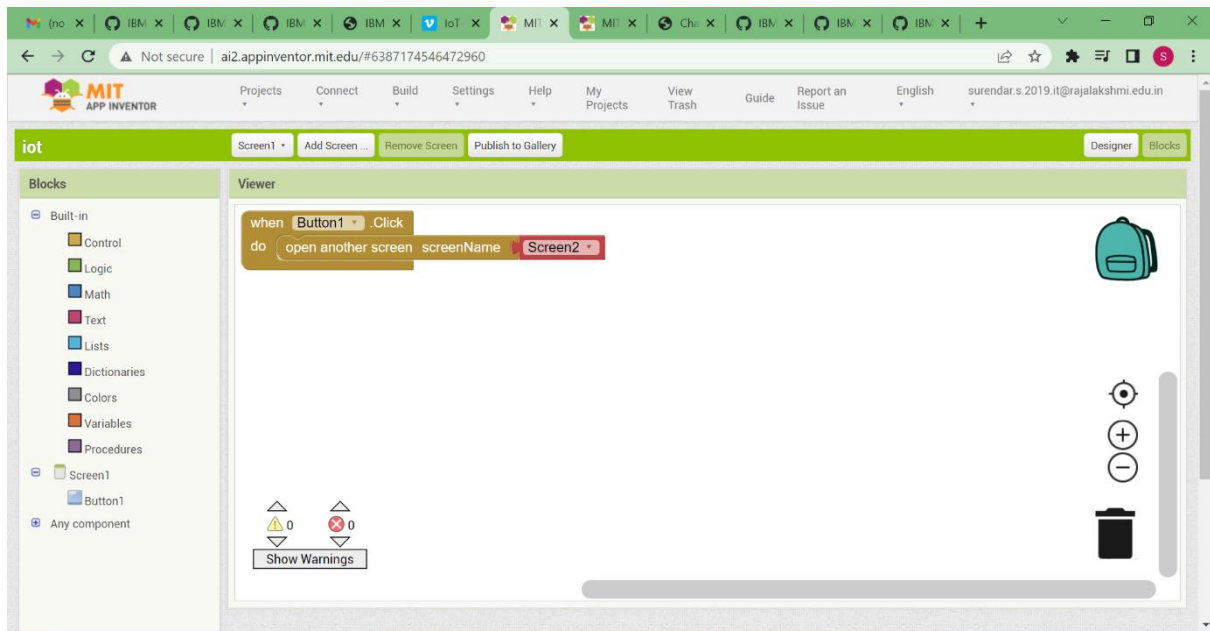 (no IBM IBM IBM IBM IoT MIT MIT Che IBM IBM IBM
Not secure ai2.appinventor.mit.edu/#6387174546472960 S
MIT APP INVENTOR
Projects Connect Build Settings Help My Projects View Trash Guide Report an Issue English surendar.s.2019.it@rajalakshmi.edu.in
iot Screen1 Add Screen ... Remove Screen Publish to Gallery Designer Blocks
Blocks Viewer
Built-in
Control
Logic
Math
Text
Lists
Dictionaries
Colors
Variables
Procedures
Screen1
Button1
Any component
when Button1 .Click
do open another screen screenName Screen2
0 0
Show Warnings